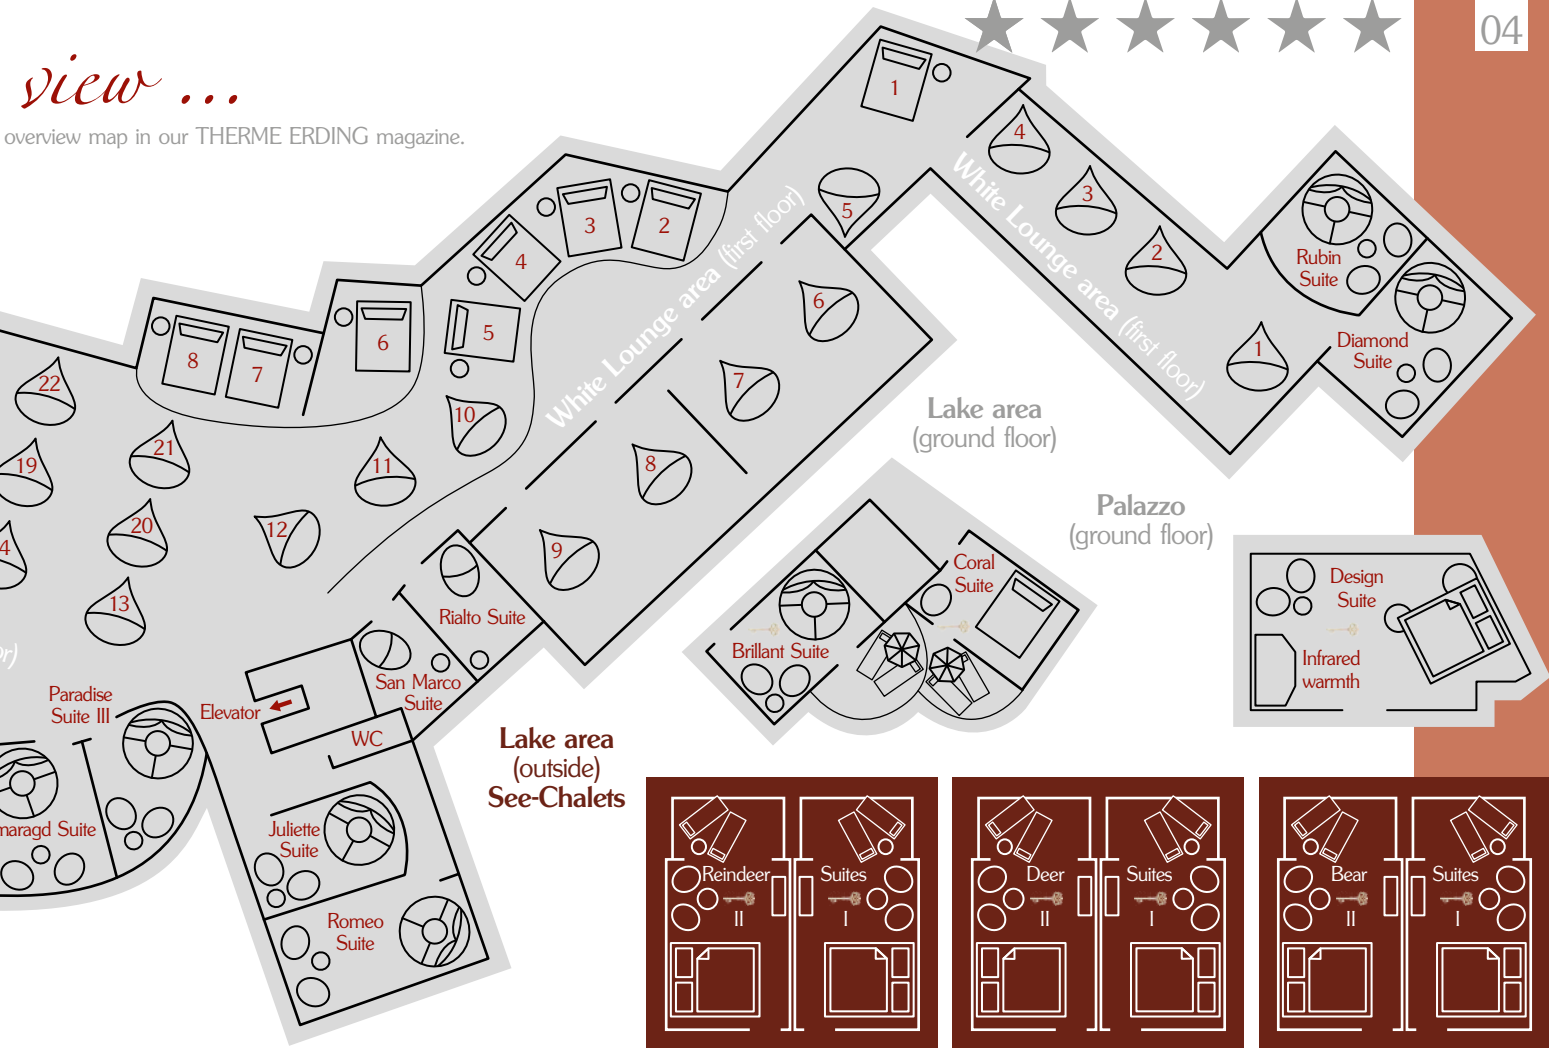 04
view ...
overview map in our THERME ERDING magazine.
1
4
3
2
1
5
White Lounge area (first floor)
White Lounge area (first floor)
Rubin
Suite
Diamond
Suite
2
3
4
5
6
7
8
6
7
8
9
10
11
12
22
21
19
20
13
Lake area
(ground floor)
Palazzo
(ground floor)
Coral
Suite
Brillant Suite
Design
Suite
Infrared
warmth
Rialto Suite
San Marco
Suite
Paradise
Suite III
Elevator
WC
maragd Suite
Juliette
Suite
Romeo
Suite
Lake area
(outside)
See-Chalets
Reindeer Suites
II I
Deer Suites
II I
Bear Suites
II I